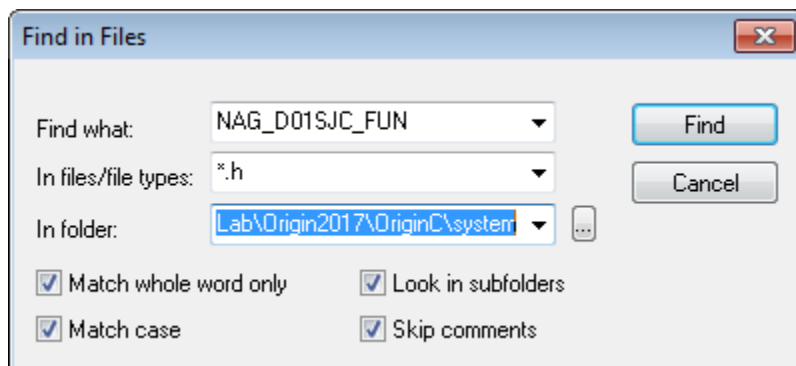 Find in Files
Find what: NAG_D01SJC_FUN Find
In files/file types: *.h Cancel
In folder: Lab\Origin2017\OriginC\system ...
Match whole word only Look in subfolders
Match case Skip comments